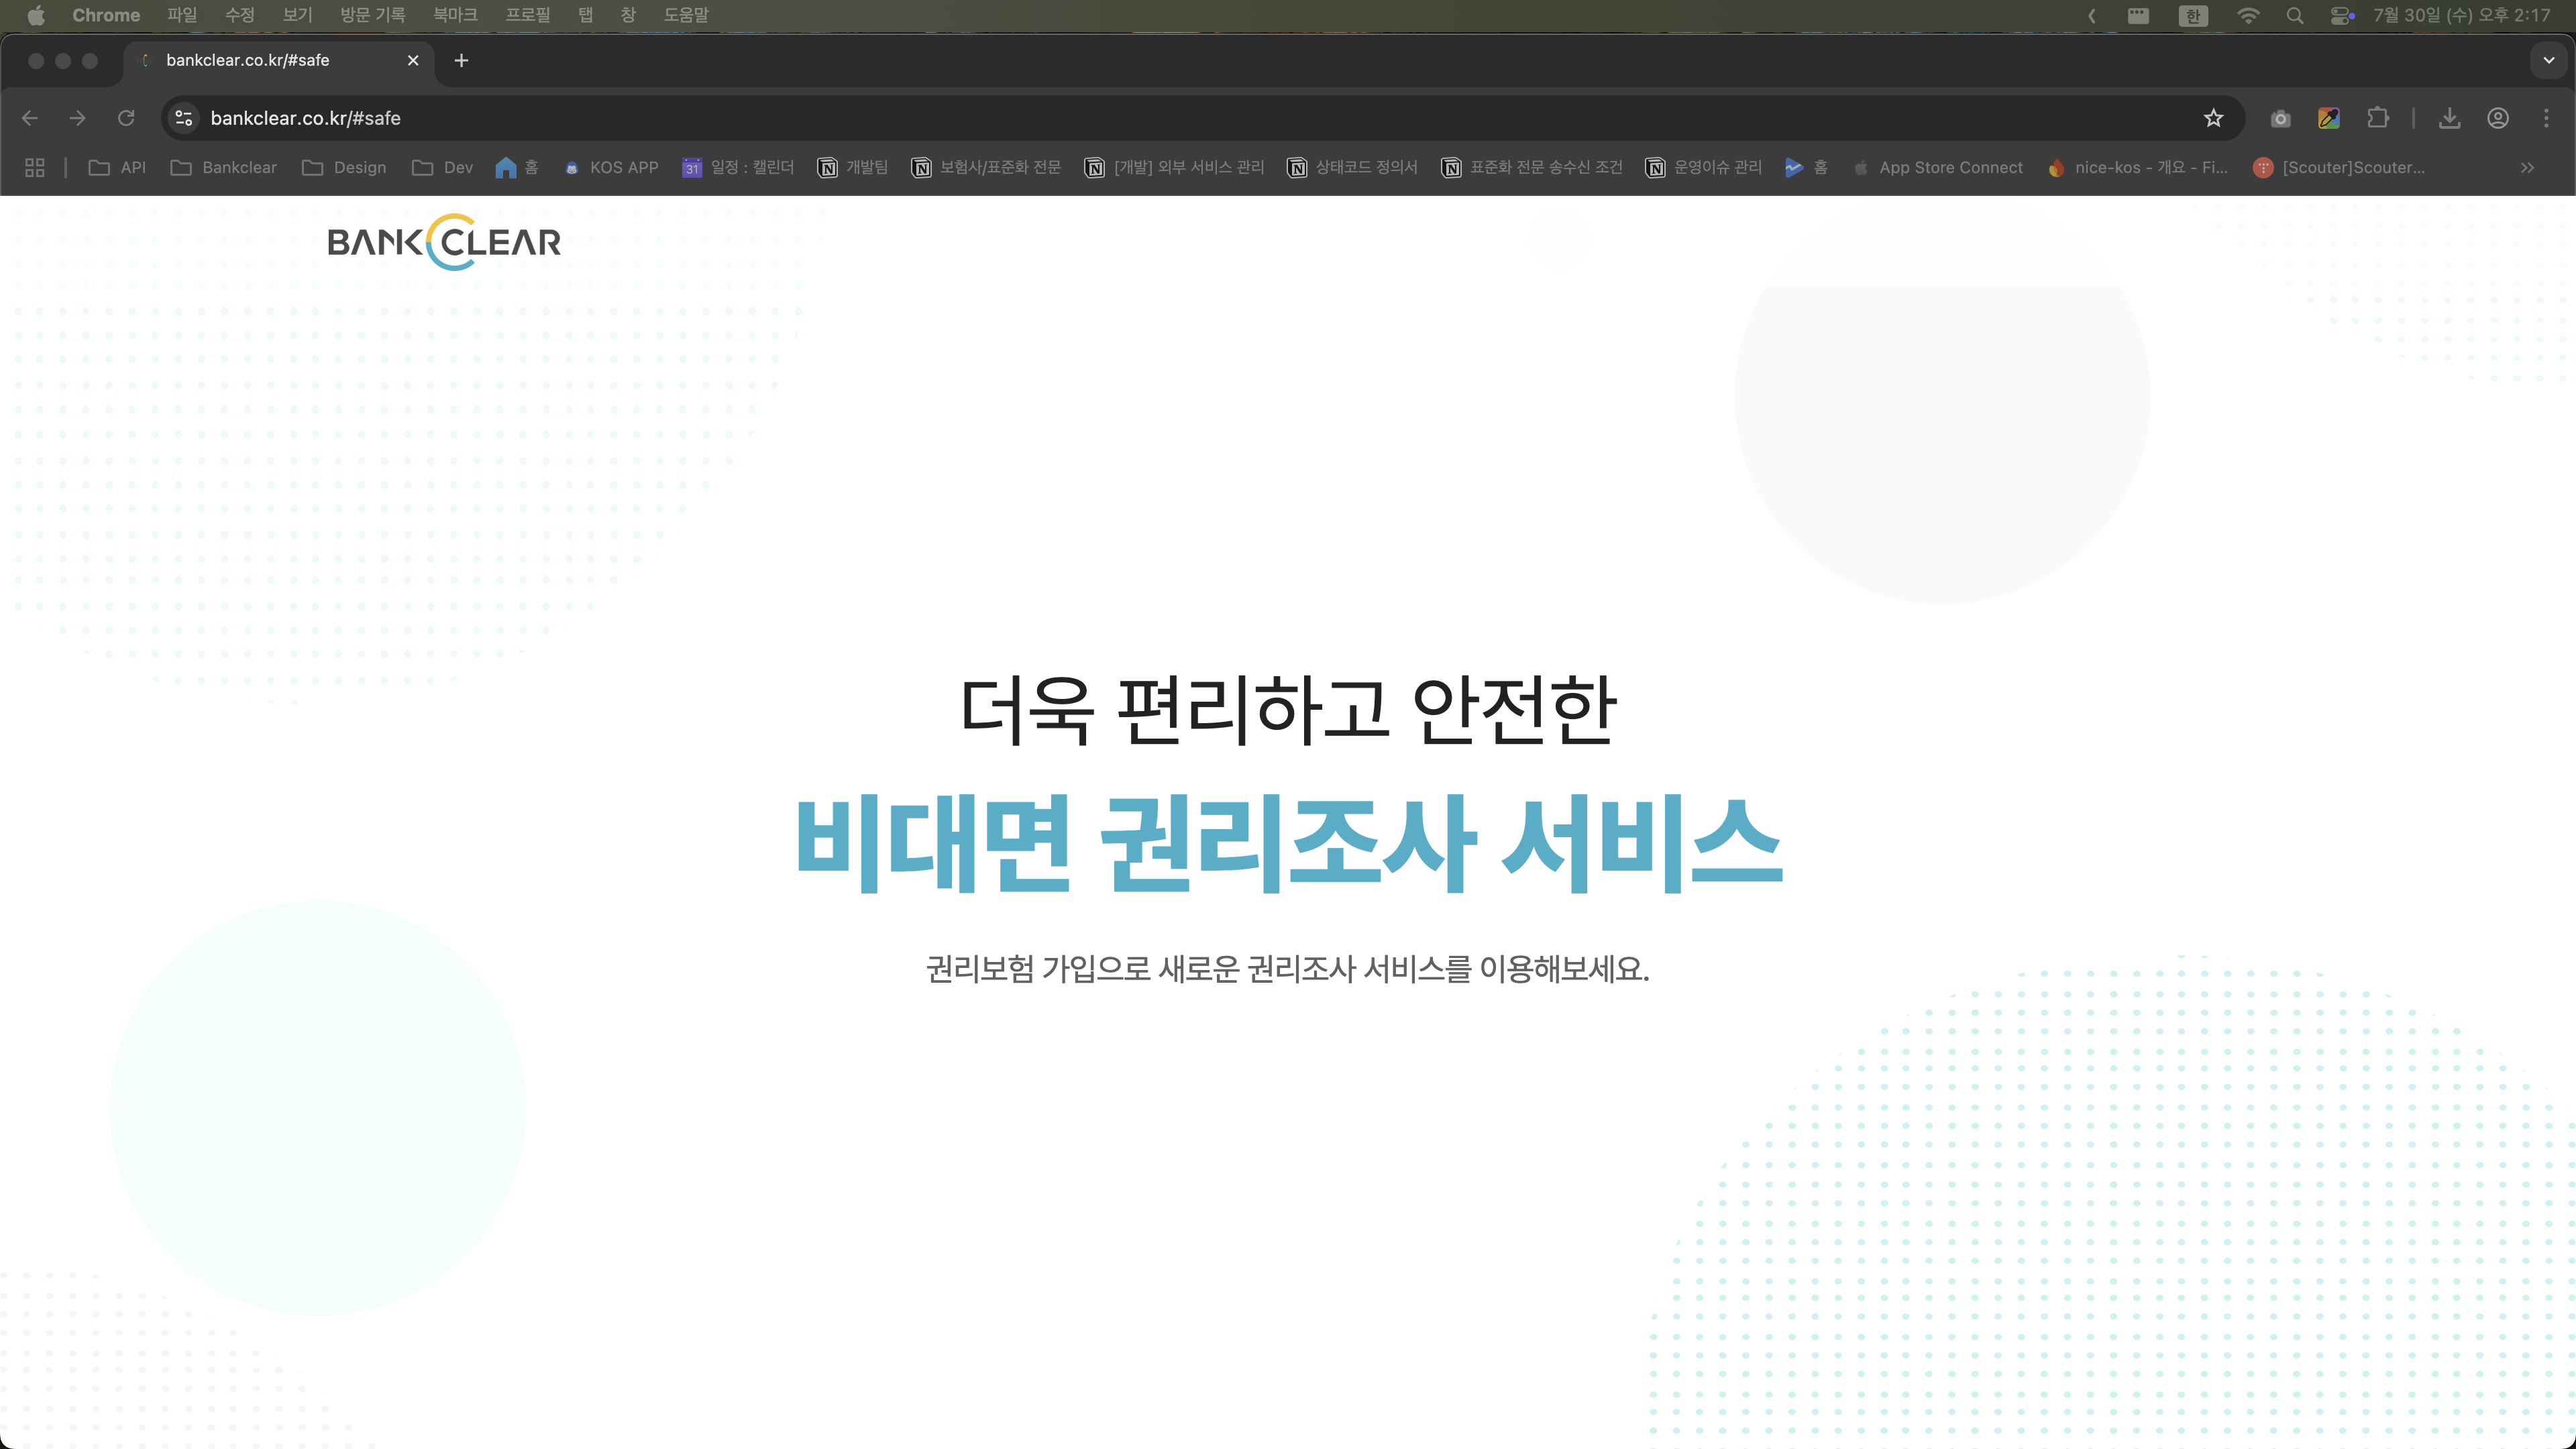 Chrome 파일 수정 보기 방문 기록 북마크 프로필 탭 창 도움말 한 7월 30일 (수) 오후 2:17
bankclear.co.kr/#safe
bankclear.co.kr/#safe
API Bankclear Design Dev 홈 KOS APP 31 일정 : 캘린더 개발팀 보험사/표준화 전문 [개발] 외부 서비스 관리 상태코드 정의서 표준화 전문 송수신 조건 운영이슈 관리 홈 App Store Connect nice-kos - 개요 - Fi... [Scouter]Scouter...
BANKCLEAR
더욱 편리하고 안전한
비대면 권리조사 서비스
권리보험 가입으로 새로운 권리조사 서비스를 이용해보세요.